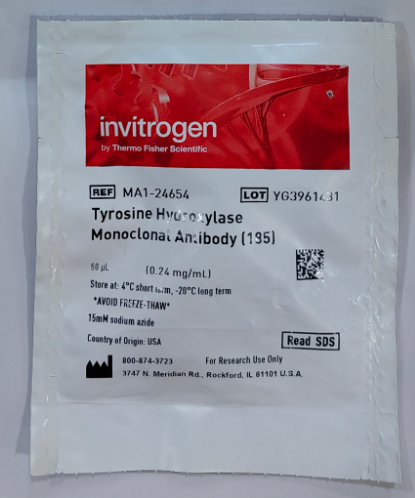 invitrogen
by Thermo Fisher Scientific
REF MA1-24654 LOT YG3961481
Tyrosine Hydroxylase
Monoclonal Antibody (135)
50 µL (0.24 mg/mL)
Store at: 4°C short term, -20°C long term
*AVOID FREEZE-THAW*
15mM sodium azide
Country of Origin: USA Read SDS
800-874-3723 For Research Use Only
3747 N. Meridian Rd., Rockford, IL 61101 U.S.A.